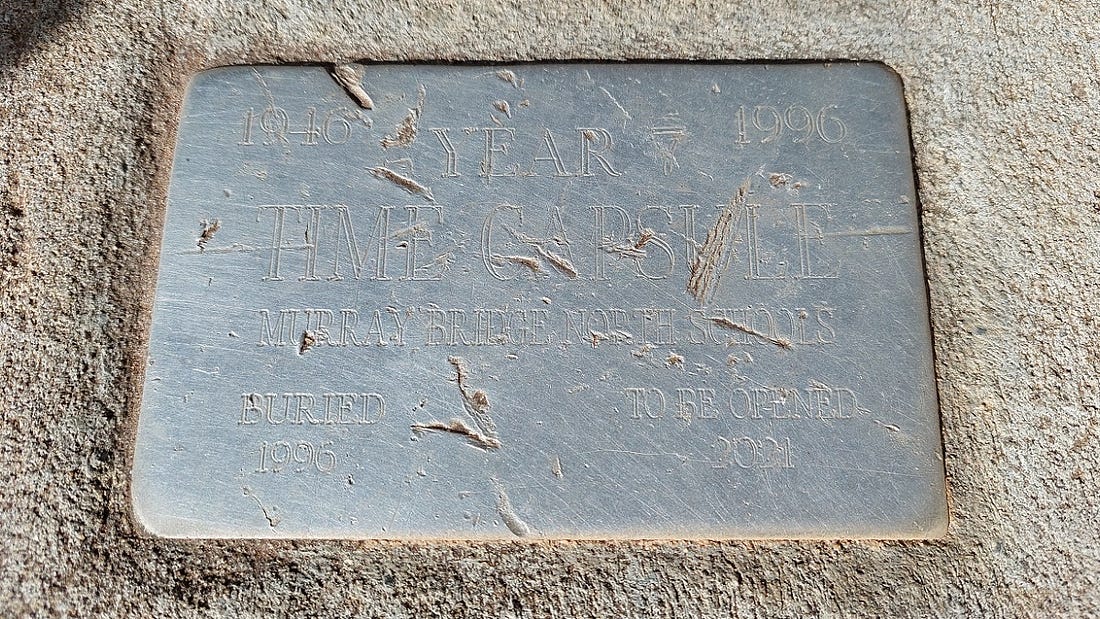 1946 1996
YEAR
TIME CAPSULE
MURRAY BRIDGE NORTH SCHOOLS
BURIED
1996
TO BE OPENED
2021